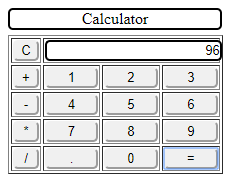 Calculator
C 96
+ 1 2 3
- 4 5 6
* 7 8 9
/ . 0 =